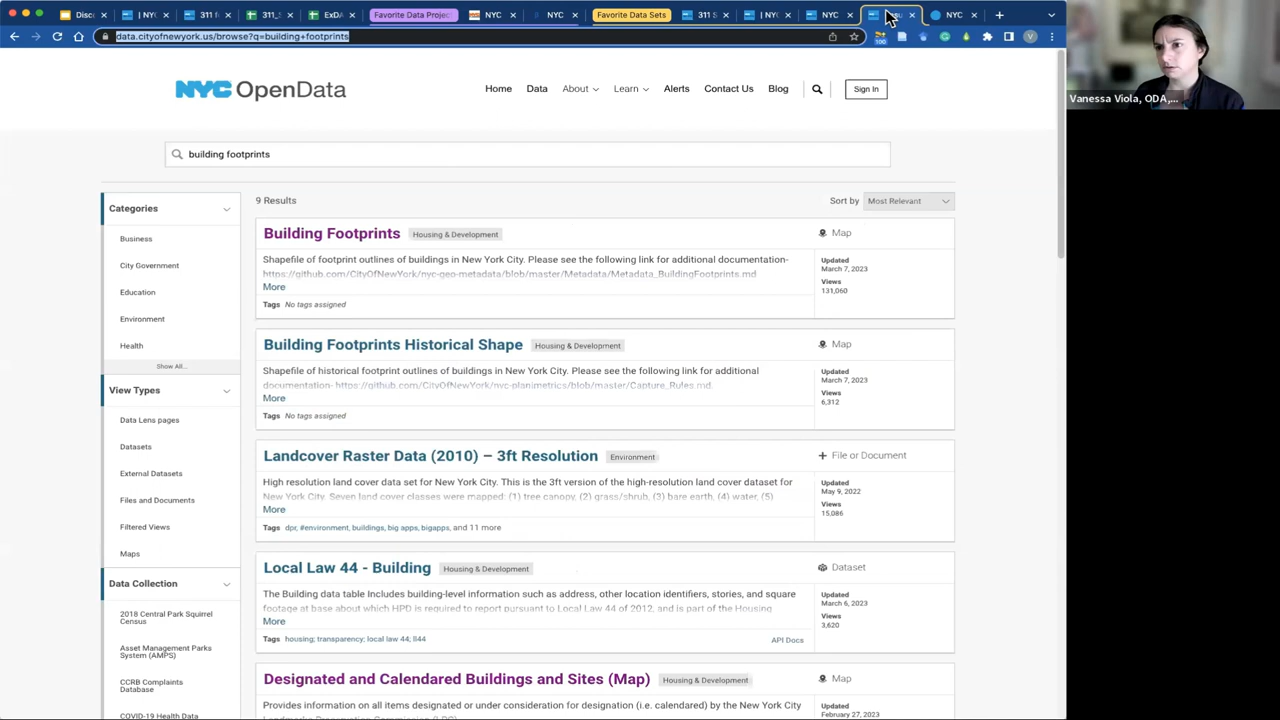 Disco
| NYC
311 f
311_S
ExDA
Favorite Data Project
NYC
NYC
Favorite Data Sets
311 S
| NYC
NYC
NYC
data.cityofnewyork.us/browse?q=building+footprints
100
V
NYC OpenData
Home Data About Learn Alerts Contact Us Blog Sign In
building footprints
Categories
Business
City Government
Education
Environment
Health
Show All...
View Types
Data Lens pages
Datasets
External Datasets
Files and Documents
Filtered Views
Maps
Data Collection
2018 Central Park Squirrel
Census
Asset Management Parks
System (AMPS)
CCRB Complaints
Database
COVID-19 Health Data
9 Results
Sort by Most Relevant
Building Footprints Housing & Development
Map
Shapefile of footprint outlines of buildings in New York City. Please see the following link for additional documentation-
https://github.com/CityOfNewYork/nyc-geo-metadata/blob/master/Metadata/Metadata_BuildingFootprints.md
More
Tags No tags assigned
Updated
March 7, 2023
Views
131,060
Building Footprints Historical Shape Housing & Development
Map
Shapefile of historical footprint outlines of buildings in New York City. Please see the following link for additional
documentation- https://github.com/CityOfNewYork/nyc-planimetrics/blob/master/Capture_Rules.md.
More
Tags No tags assigned
Updated
March 7, 2023
Views
6,312
Landcover Raster Data (2010) – 3ft Resolution Environment
File or Document
High resolution land cover data set for New York City. This is the 3ft version of the high-resolution land cover dataset for
New York City. Seven land cover classes were mapped: (1) tree canopy, (2) grass/shrub, (3) bare earth, (4) water, (5)
More
Tags dpr, #environment, buildings, big apps, bigapps, and 11 more
Updated
May 9, 2022
Views
15,086
Local Law 44 - Building Housing & Development
Dataset
The Building data table Includes building-level information such as address, other location identifiers, stories, and square
footage at base about which HPD is required to report pursuant to Local Law 44 of 2012, and is part of the Housing
More
Tags housing; transparency; local law 44; ll44
API Docs
Updated
March 6, 2023
Views
3,620
Designated and Calendared Buildings and Sites (Map) Housing & Development
Map
Provides information on all items designated or under consideration for designation (i.e. calendared) by the New York City
Updated
February 27, 2023
Vanessa Viola, ODA,...